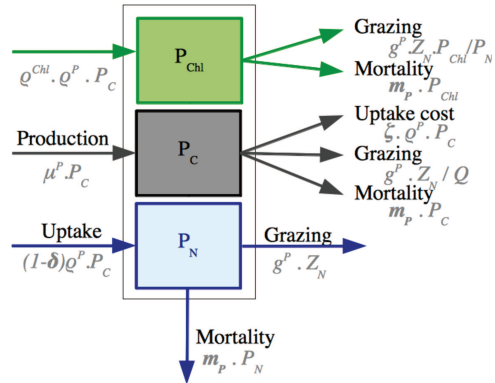 Grazing
g^P. Z_N. P_Chl/P_N
P_Chl
ϱ^Chl. ϱ^P. P_C
Mortality
m_P. P_Chl
Uptake cost
ζ. ϱ^P. P_C
Production
P_C
Grazing
μ^P.P_C
g^P. Z_N / Q
Mortality
m_P. P_C
Uptake
P_N
Grazing
(1-δ)ϱ^P.P_C
g^P. Z_N
Mortality
m_P. P_N